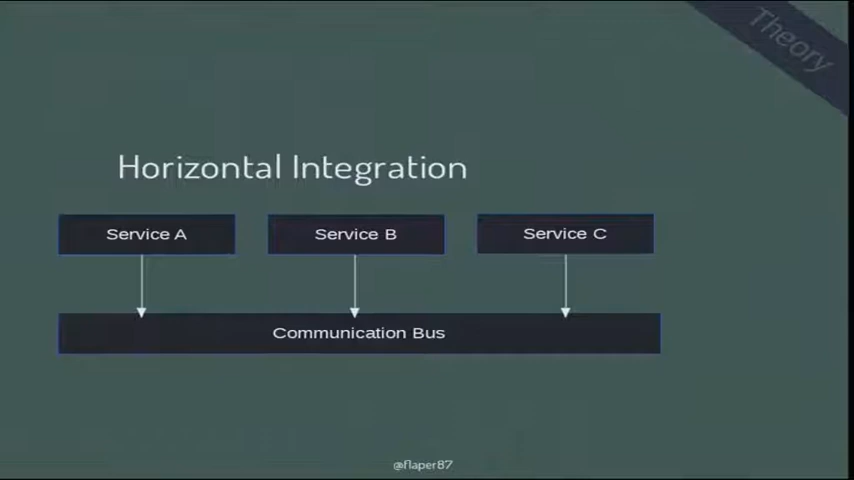 Theory
Horizontal Integration
Service A
Service B
Service C
Communication Bus
@flaper87